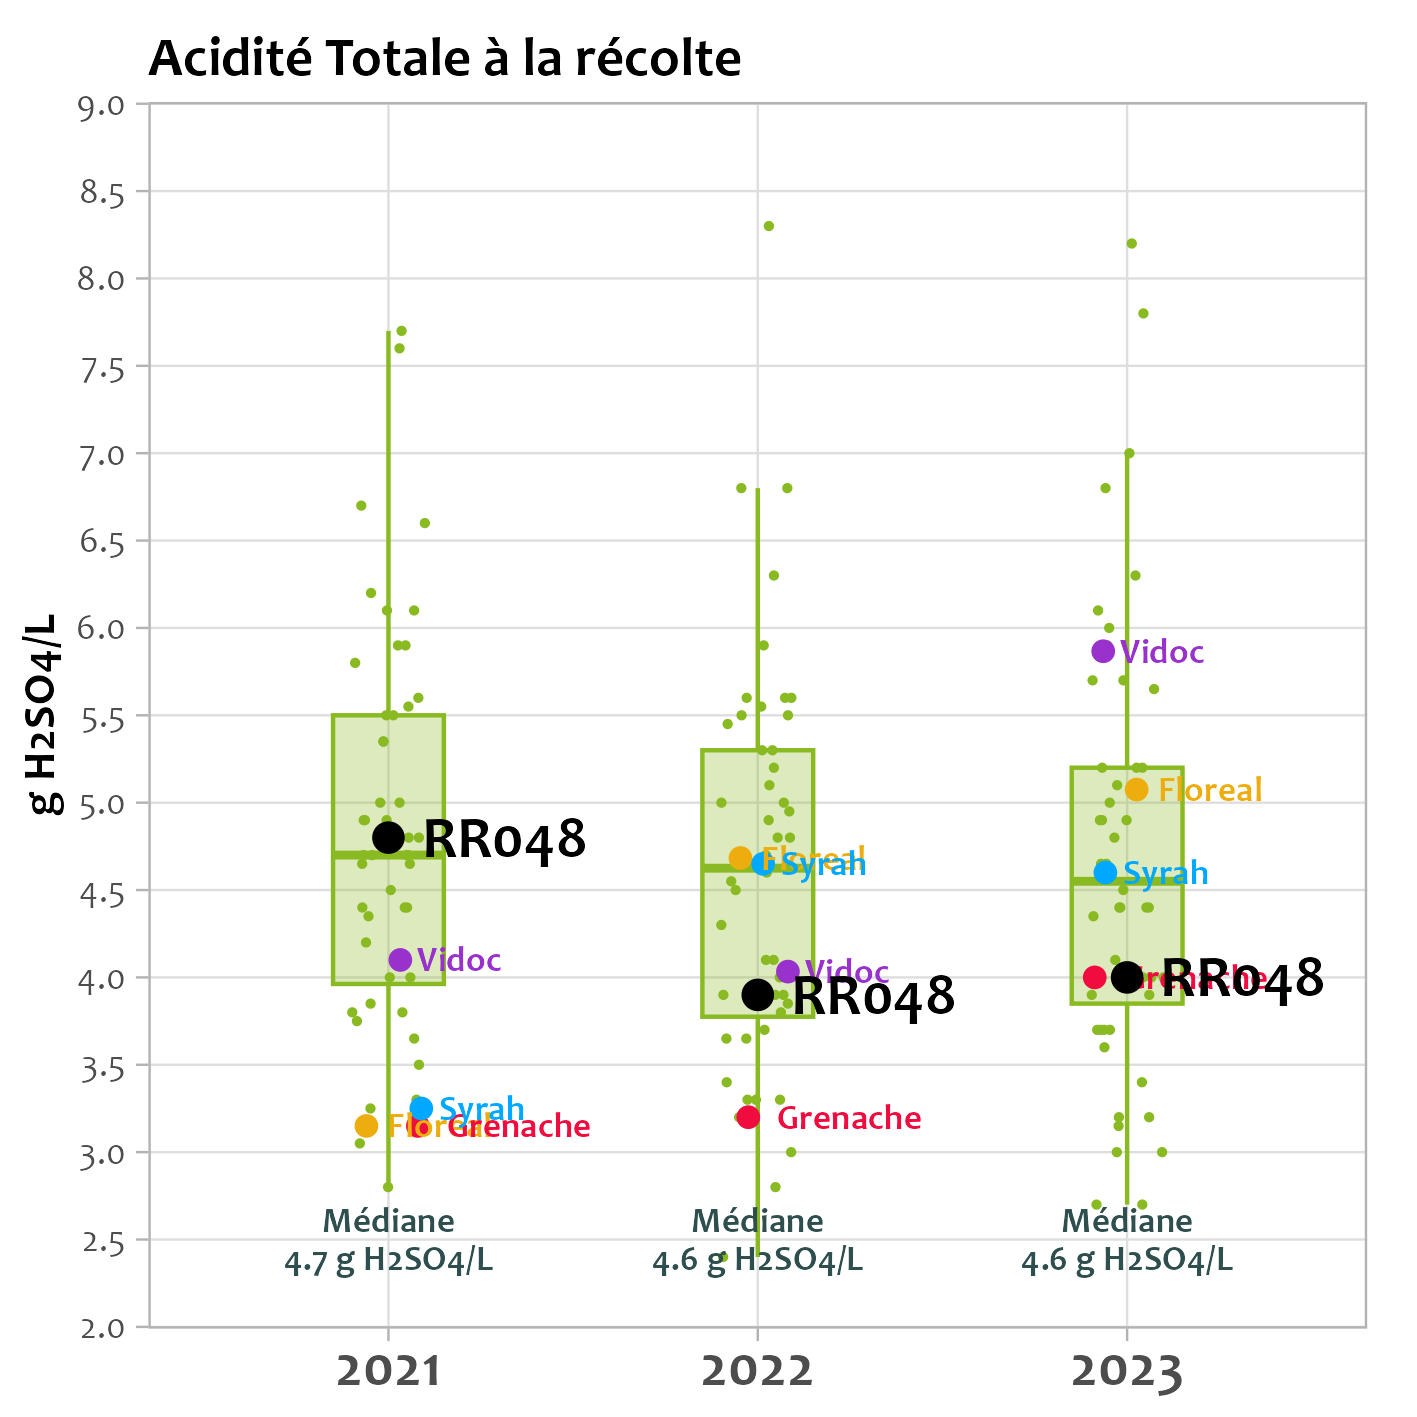 Acidité Totale à la récolte
g H2SO4/L
9.0
8.5
8.0
7.5
7.0
6.5
6.0
5.5
5.0
4.5
4.0
3.5
3.0
2.5
2.0
RR048
Vidoc
Syrah
Floreal
Grenache
Médiane
4.7 g H2SO4/L
Floreal
Syrah
Vidoc
RR048
Grenache
Médiane
4.6 g H2SO4/L
Vidoc
Floreal
Syrah
Grenache
RR048
Médiane
4.6 g H2SO4/L
2021
2022
2023